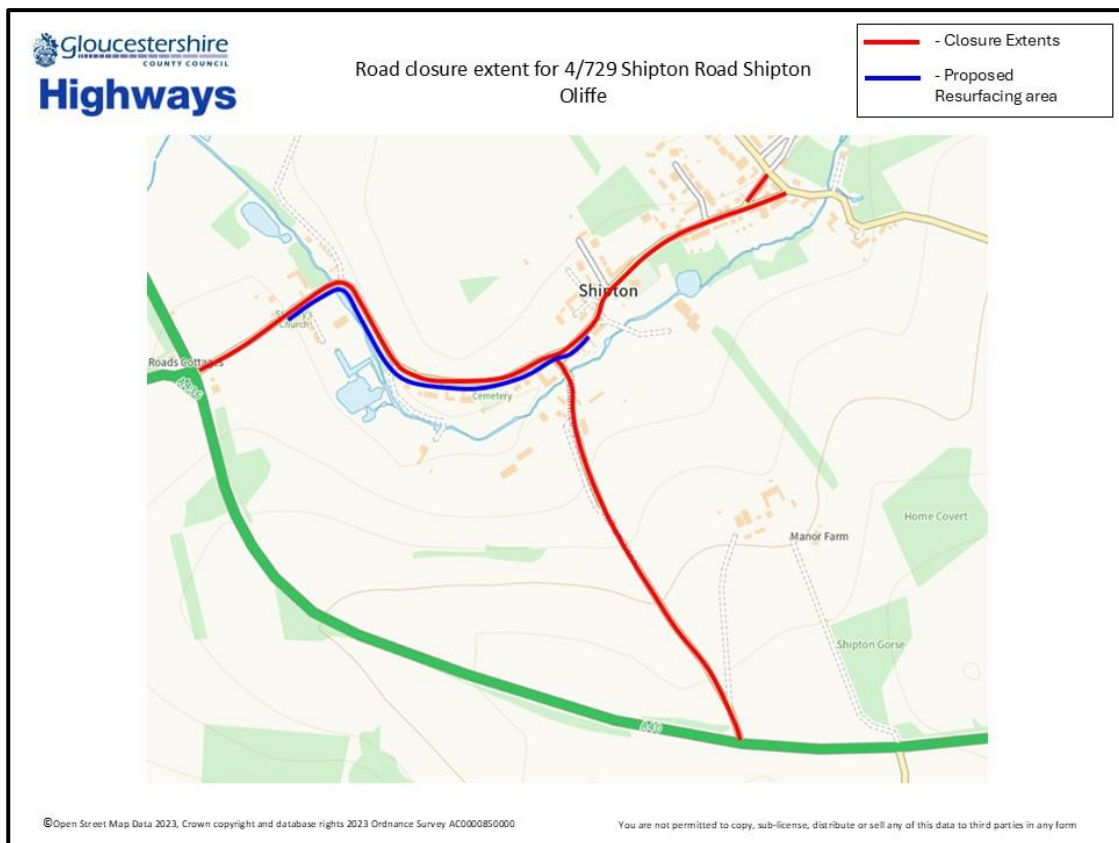 Gloucestershire
COUNTY COUNCIL
Highways
Road closure extent for 4/729 Shipton Road Shipton
Oliffe
- Closure Extents
- Proposed
Resurfacing area
Shipton
Church
Roads Cottages
Cemetery
Home Covert
Manor Farm
Shipton Gorse
A40
©Open Street Map Data 2023, Crown copyright and database rights 2023 Ordnance Survey AC0000850000
You are not permitted to copy, sub-license, distribute or sell any of this data to third parties in any form